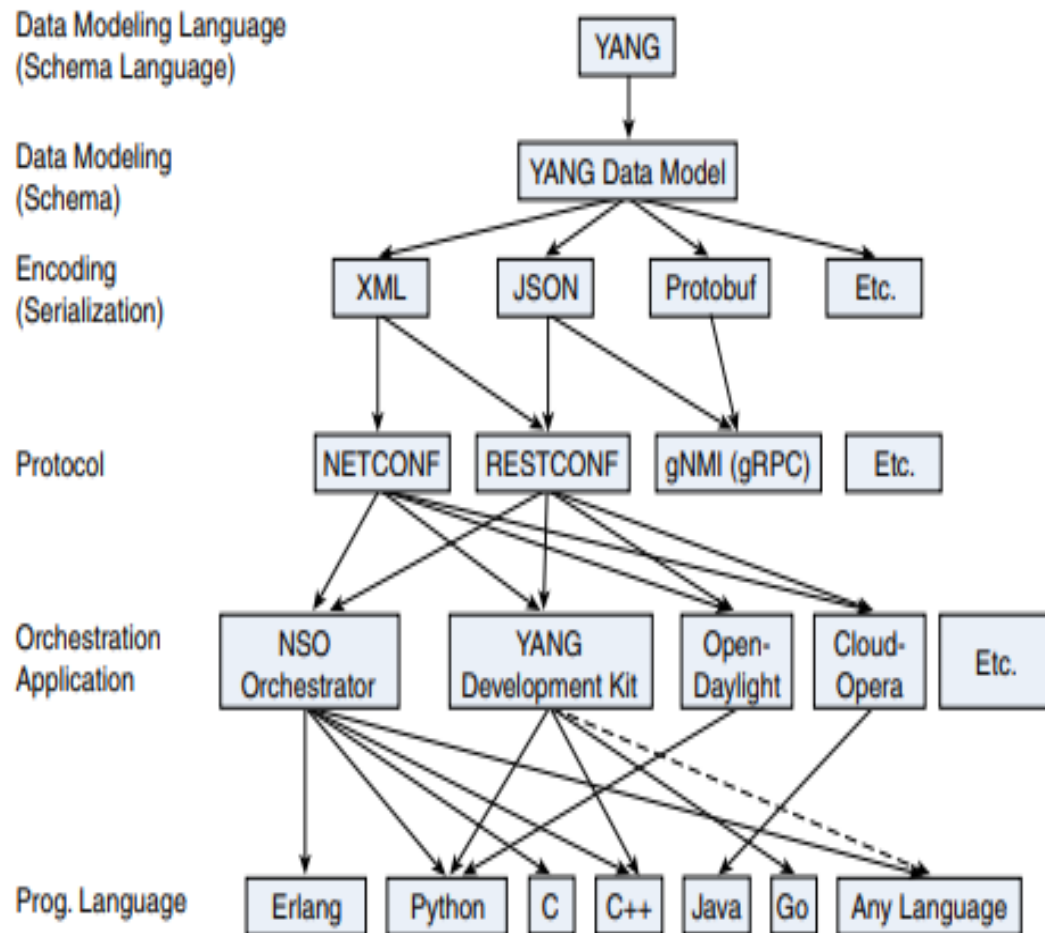 Data Modeling Language
(Schema Language)
YANG
Data Modeling
(Schema)
YANG Data Model
Encoding
(Serialization)
XML
JSON
Protobuf
Etc.
Protocol
NETCONF
RESTCONF
gNMI (gRPC)
Etc.
Orchestration
Application
NSO
Orchestrator
YANG
Development Kit
Open-
Daylight
Cloud-
Opera
Etc.
Prog. Language
Erlang
Python
C
C++
Java
Go
Any Language